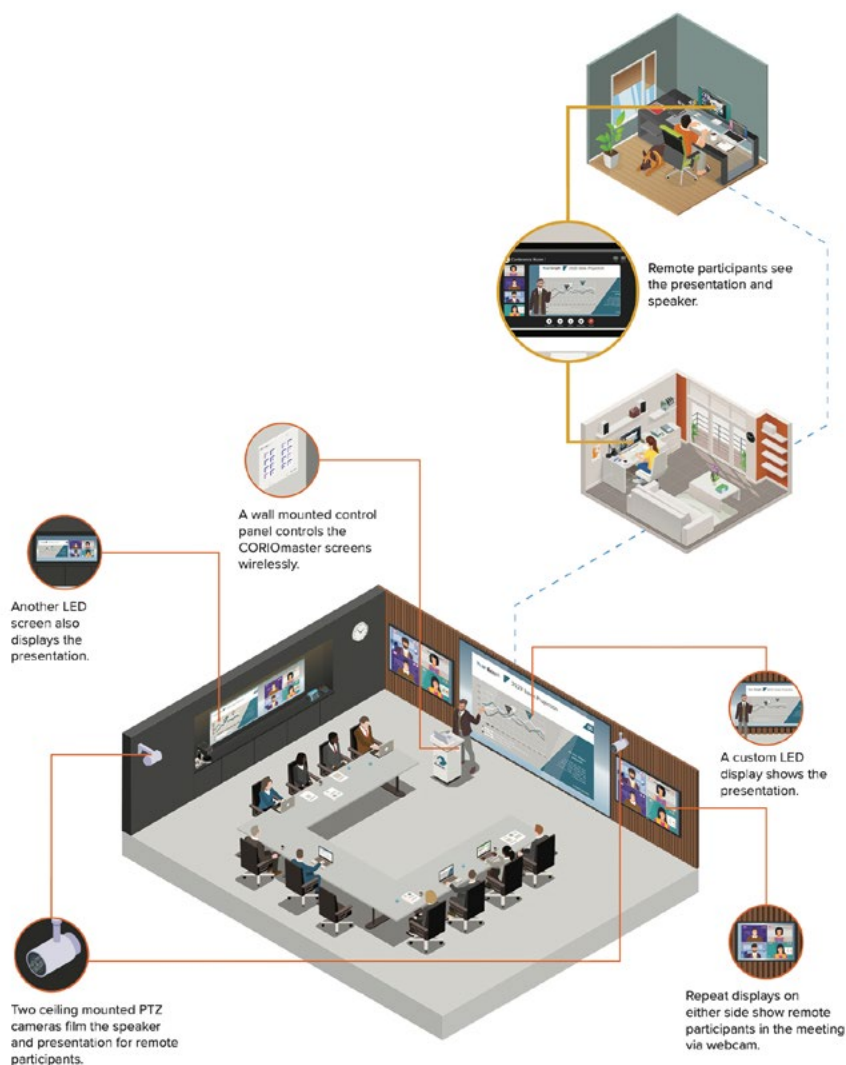 Remote participants see
the presentation and
speaker.
A wall mounted control
panel controls the
CORIOmaster screens
wirelessly.
Another LED
screen also
displays the
presentation.
A custom LED
display shows the
presentation.
Two ceiling mounted PTZ
cameras film the speaker
and presentation for remote
participants.
Repeat displays on
either side show remote
participants in the meeting
via webcam.